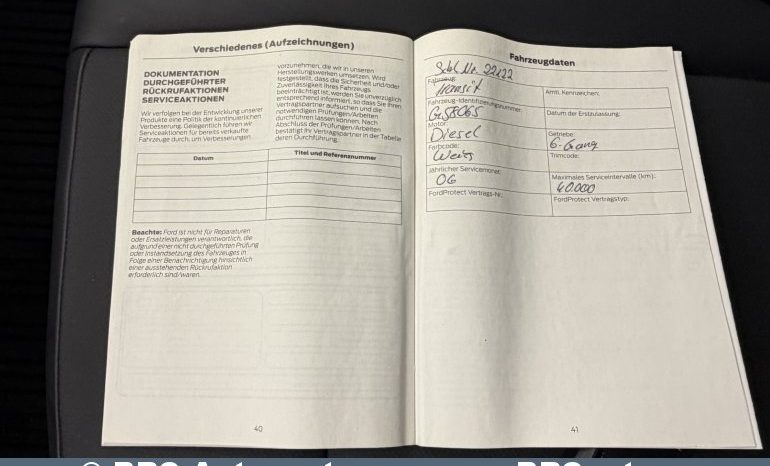 Verschiedenes (Aufzeichnungen)
DOKUMENTATION
DURCHGEFÜHRTER
RÜCKRUFAKTIONEN
SERVICEAKTIONEN
Wir verfolgen bei der Entwicklung unserer
Produkte eine Politik der kontinuierlichen
Verbesserung. Gelegentlich führen wir
Serviceaktionen für bereits verkaufte
Fahrzeuge durch, um Verbesserungen
vorzunehmen, die wir in unseren
Herstellungswerken umsetzen. Wird
festgestellt, dass die Sicherheit und/oder
Zuverlässigkeit Ihres Fahrzeugs
beeinträchtigt ist, werden Sie unverzüglich
entsprechend informiert, so dass Sie Ihren
Vertragspartner aufsuchen und die
notwendigen Prüfungen/Arbeiten
durchführen lassen können. Nach
Abschluss der Prüfungen/Arbeiten
bestätigt Ihr Vertragspartner in der Tabelle
deren Durchführung.
Datum Titel und Referenznummer
Beachte: Ford ist nicht für Reparaturen
oder Ersatzleistungen verantwortlich, die
aufgrund einer nicht durchgeführten Prüfung
oder Instandsetzung des Fahrzeuges in
Folge einer Benachrichtigung hinsichtlich
einer ausstehenden Rückrufaktion
erforderlich sind/waren.
40
Fahrzeugdaten
Nr. 22122
Fahrzeug:
Transit
Amtl. Kennzeichen:
Fahrzeug-Identifizierungsnummer:
GS8065
Datum der Erstzulassung:
Motor:
Diesel
Getriebe:
6-Gang
Farbcode:
Weiss
Trimcode:
Jährlicher Servicemonat:
06
Maximales Serviceintervalle (km):
40.000
FordProtect Vertrags-Nr.:
FordProtect Vertragstyp:
41